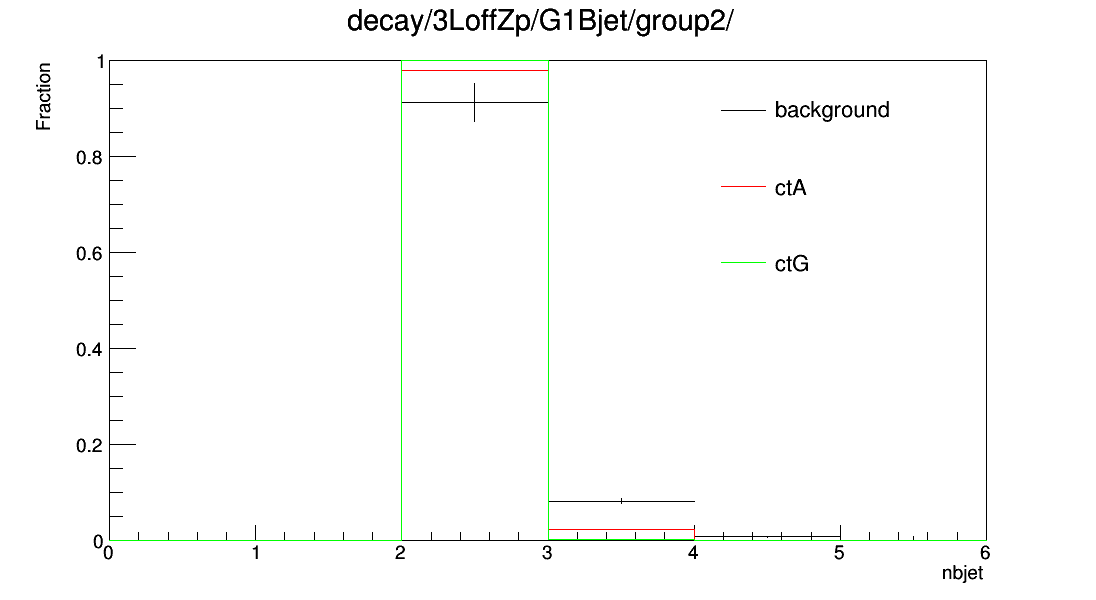 decay/3LoffZp/G1Bjet/group2/
Fraction
1
0.8
0.6
0.4
0.2
0
background
ctA
ctG
0 1 2 3 4 5 6
nbjet